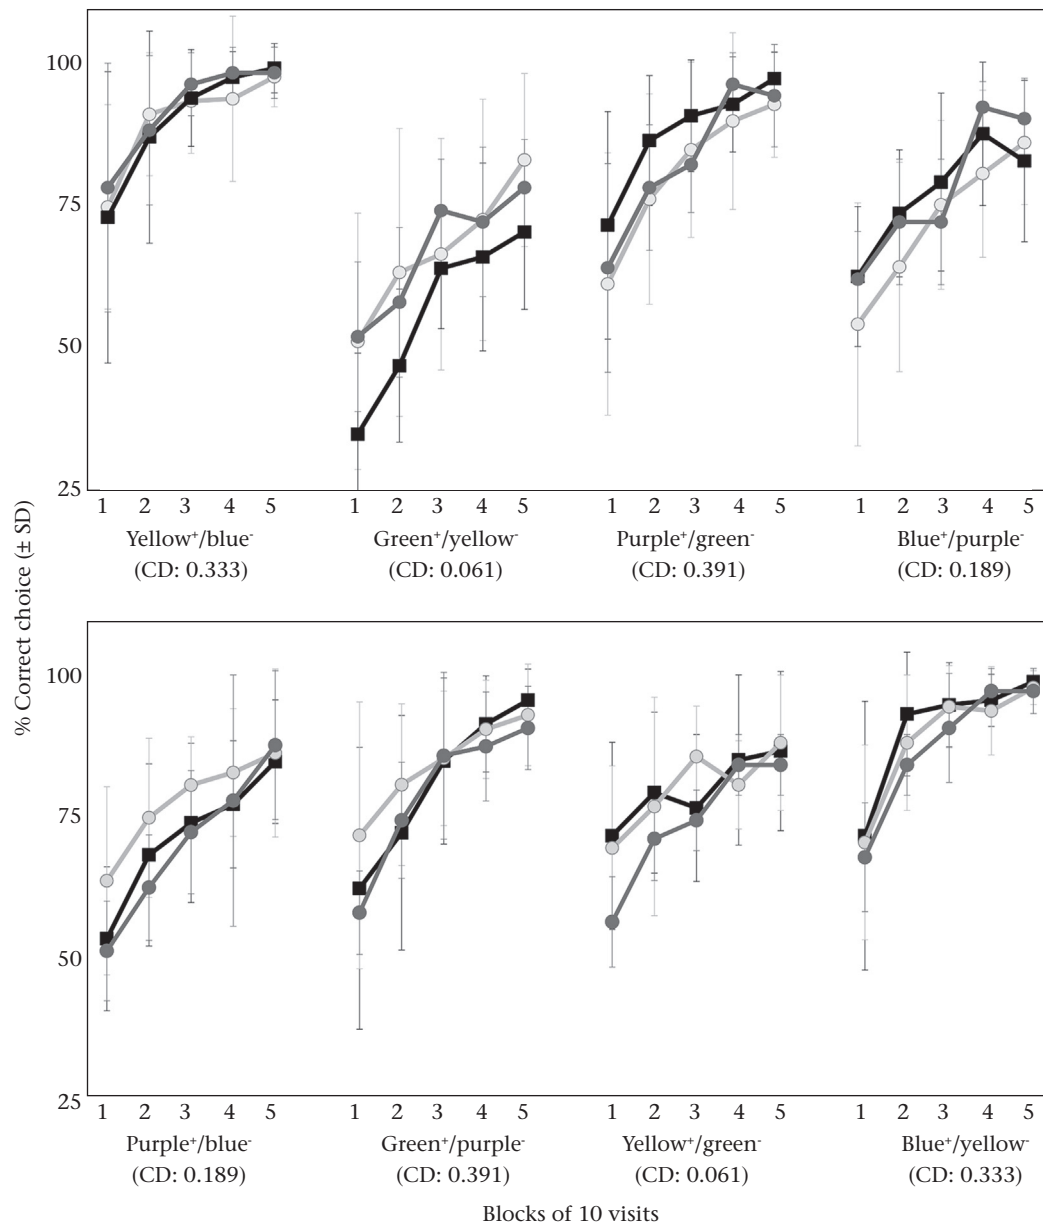 100
75
50
25
1 2 3 4 5 1 2 3 4 5 1 2 3 4 5 1 2 3 4 5
Yellow⁺/blue⁻ Green⁺/yellow⁻ Purple⁺/green⁻ Blue⁺/purple⁻
(CD: 0.333) (CD: 0.061) (CD: 0.391) (CD: 0.189)
% Correct choice (± SD)
100
75
50
25
1 2 3 4 5 1 2 3 4 5 1 2 3 4 5 1 2 3 4 5
Purple⁺/blue⁻ Green⁺/purple⁻ Yellow⁺/green⁻ Blue⁺/yellow⁻
(CD: 0.189) (CD: 0.391) (CD: 0.061) (CD: 0.333)
Blocks of 10 visits